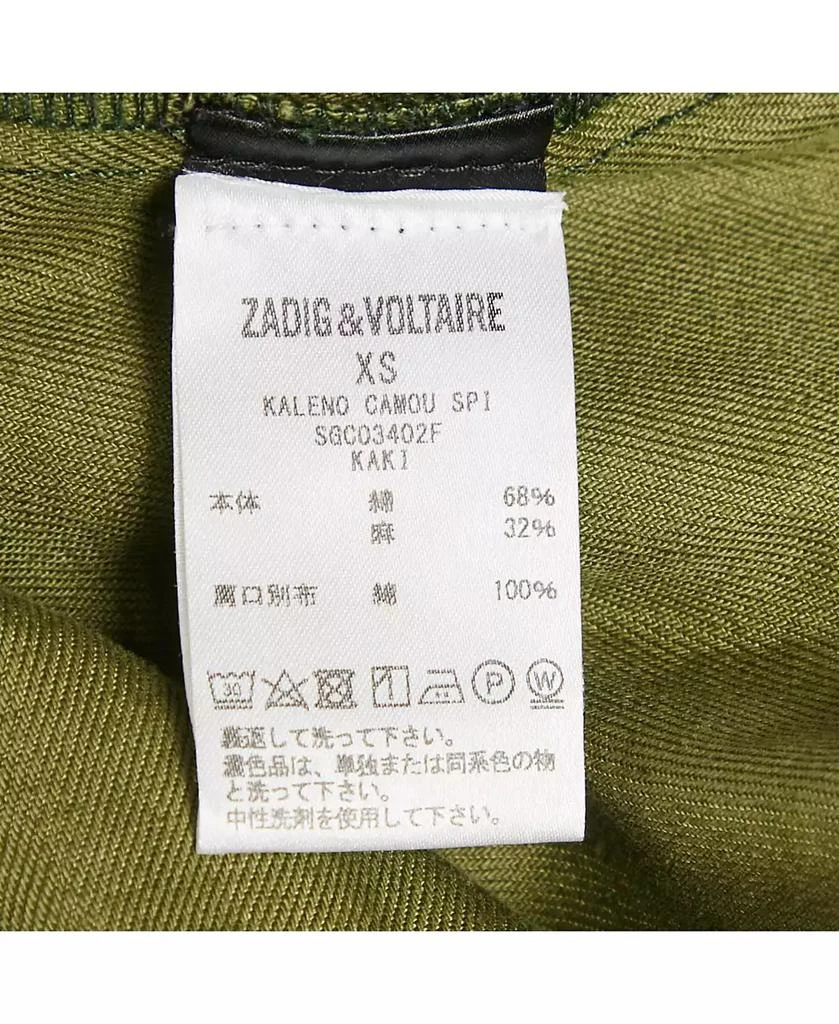 ZADIG&VOLTAIRE
XS
KALENO CAMOU SPI
SGC03402F
KAKI
本体 綿 68%
麻 32%
別布 綿 100%
30 P W
裏返して洗って下さい。
濃色品は、単独または同系色の物
と洗って下さい。
中性洗剤を使用して下さい。